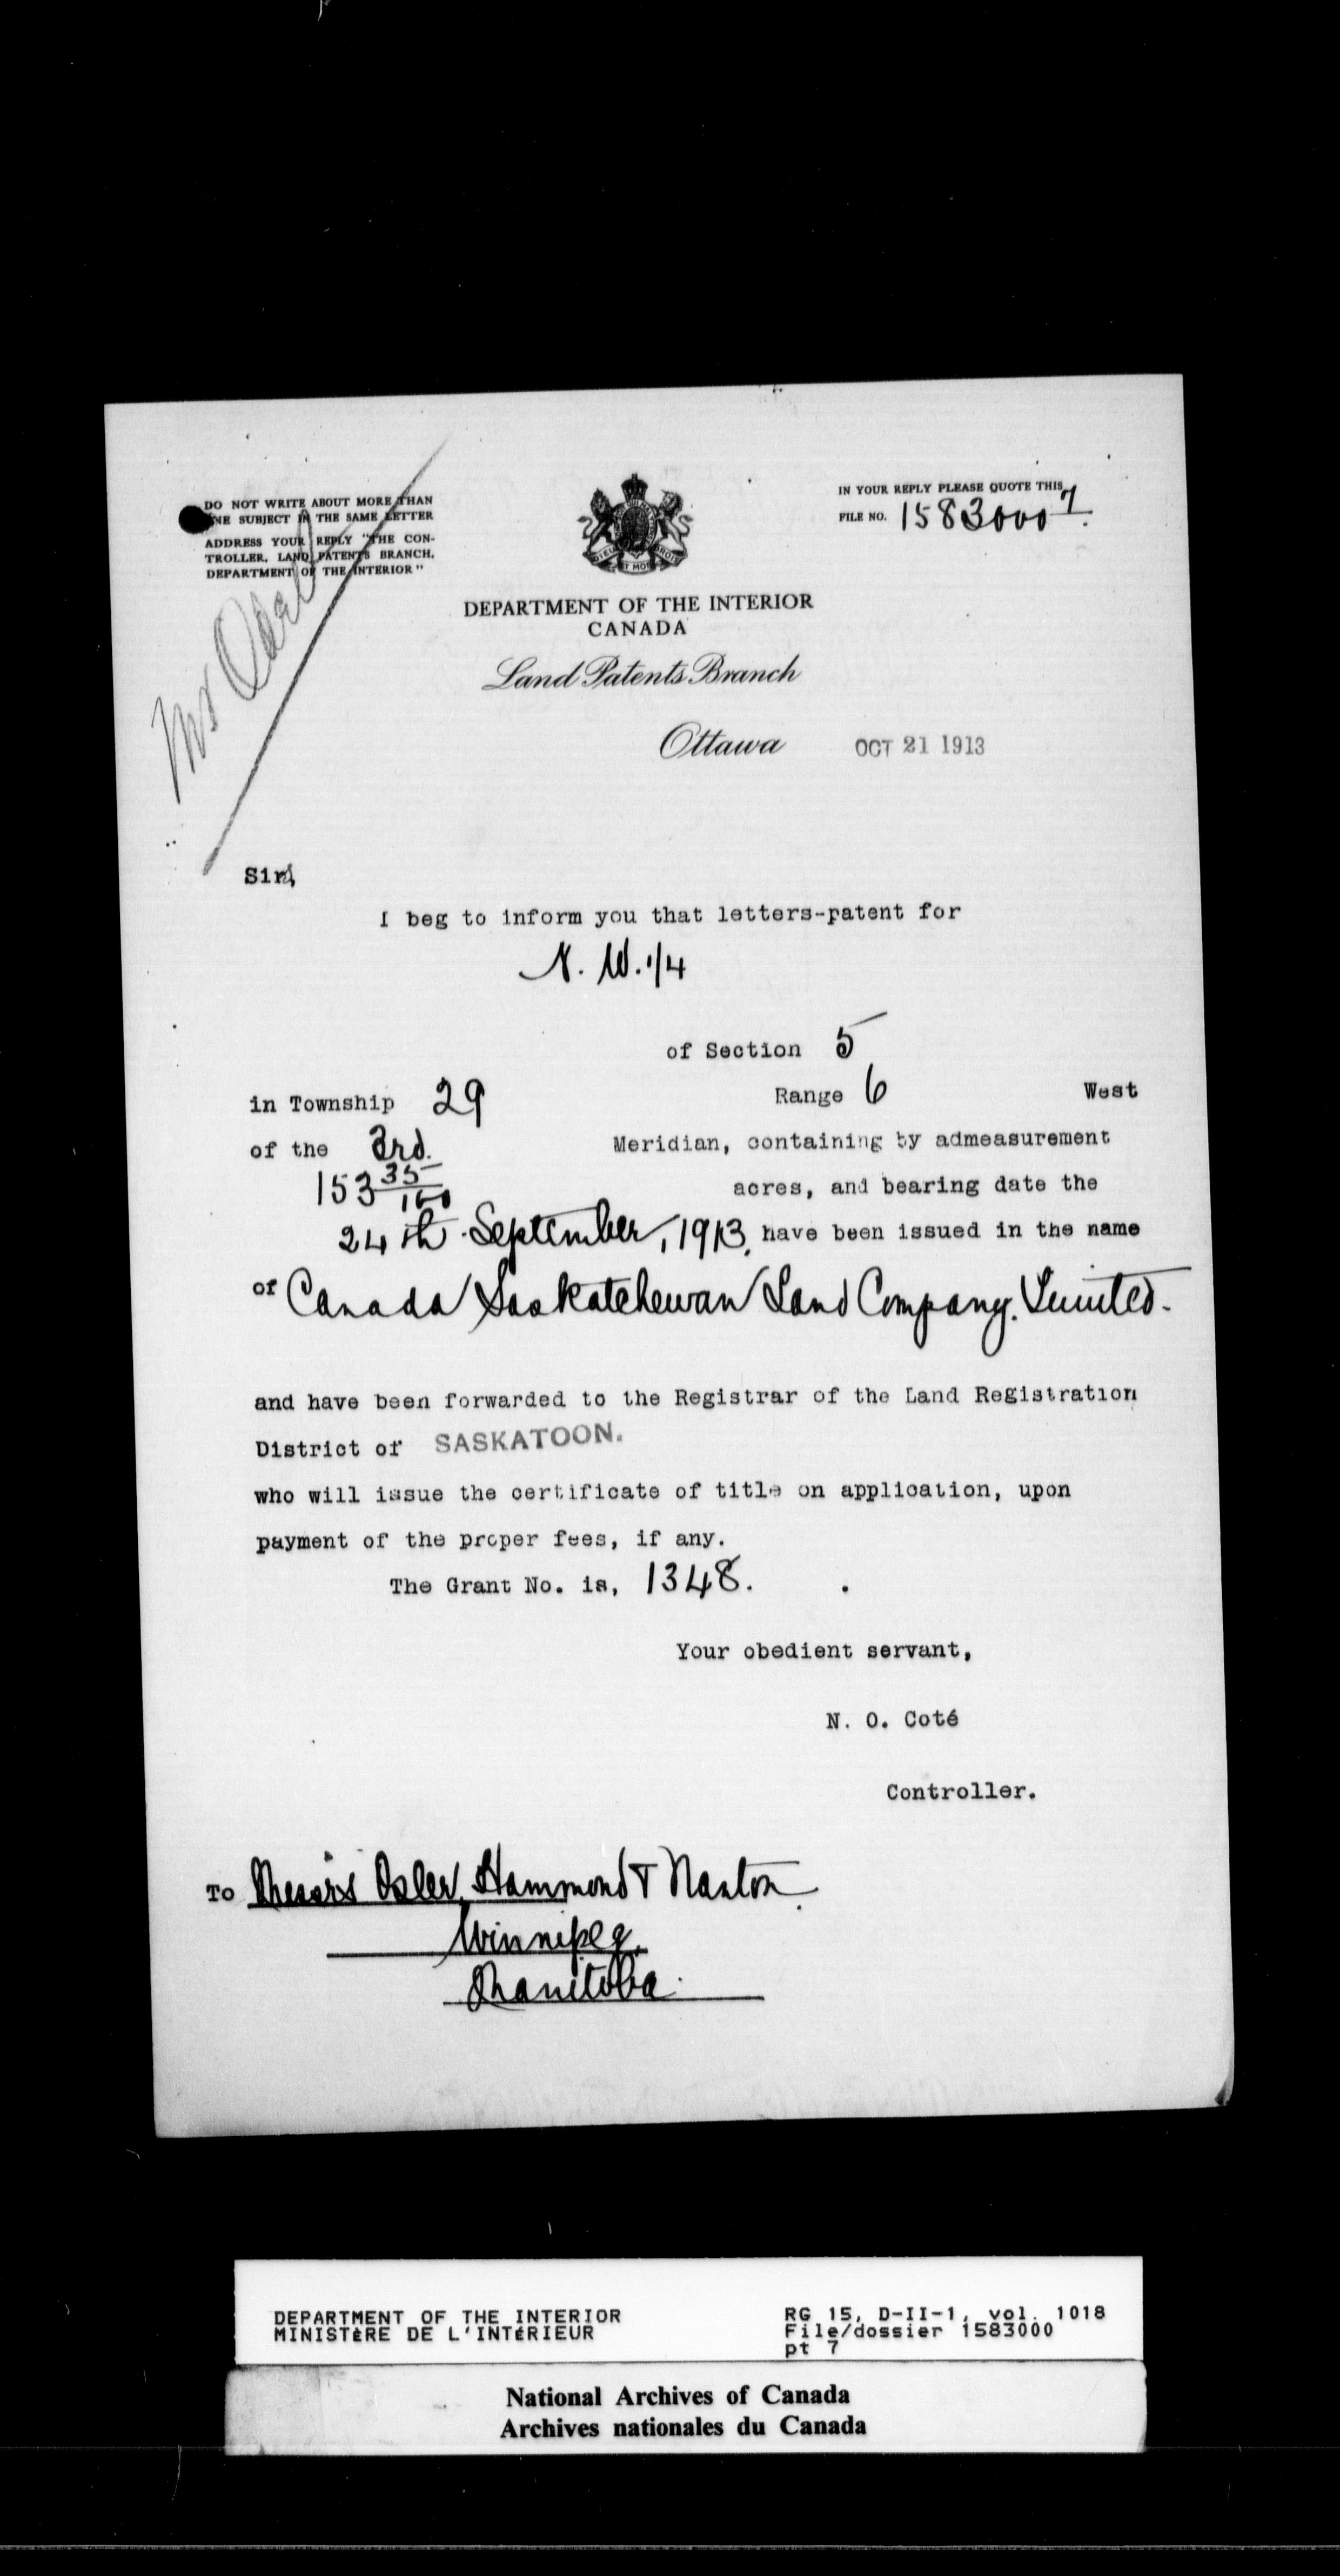 DO NOT WRITE ABOUT MORE THAN
ONE SUBJECT IN THE SAME LETTER
ADDRESS YOUR REPLY "THE CON-
TROLLER, LAND PATENTS BRANCH,
DEPARTMENT OF THE INTERIOR"
IN YOUR REPLY PLEASE QUOTE THIS
FILE NO. 1583000 7.
DEPARTMENT OF THE INTERIOR
CANADA
Land Patents Branch
Ottawa OCT 21 1913
Mr
Sirs,
I beg to inform you that letters-patent for
N. W. 1/4
of Section 5
in Township 29 Range 6 West
of the 3rd. Meridian, containing by admeasurement
153 35/100 acres, and bearing date the
24th September, 1913, have been issued in the name
of Canada Saskatchewan Land Company, Limited.
and have been forwarded to the Registrar of the Land Registration
District of SASKATOON.
who will issue the certificate of title on application, upon
payment of the proper fees, if any.
The Grant No. is, 1348.
Your obedient servant,
N. O. Coté
Controller.
TO Messrs Osler, Hammond & Nanton.
Winnipeg,
Manitoba.
DEPARTMENT OF THE INTERIOR
MINISTÈRE DE L'INTÉRIEUR
RG 15, D-II-1, vol. 1018
File/dossier 1583000
pt 7
National Archives of Canada
Archives nationales du Canada